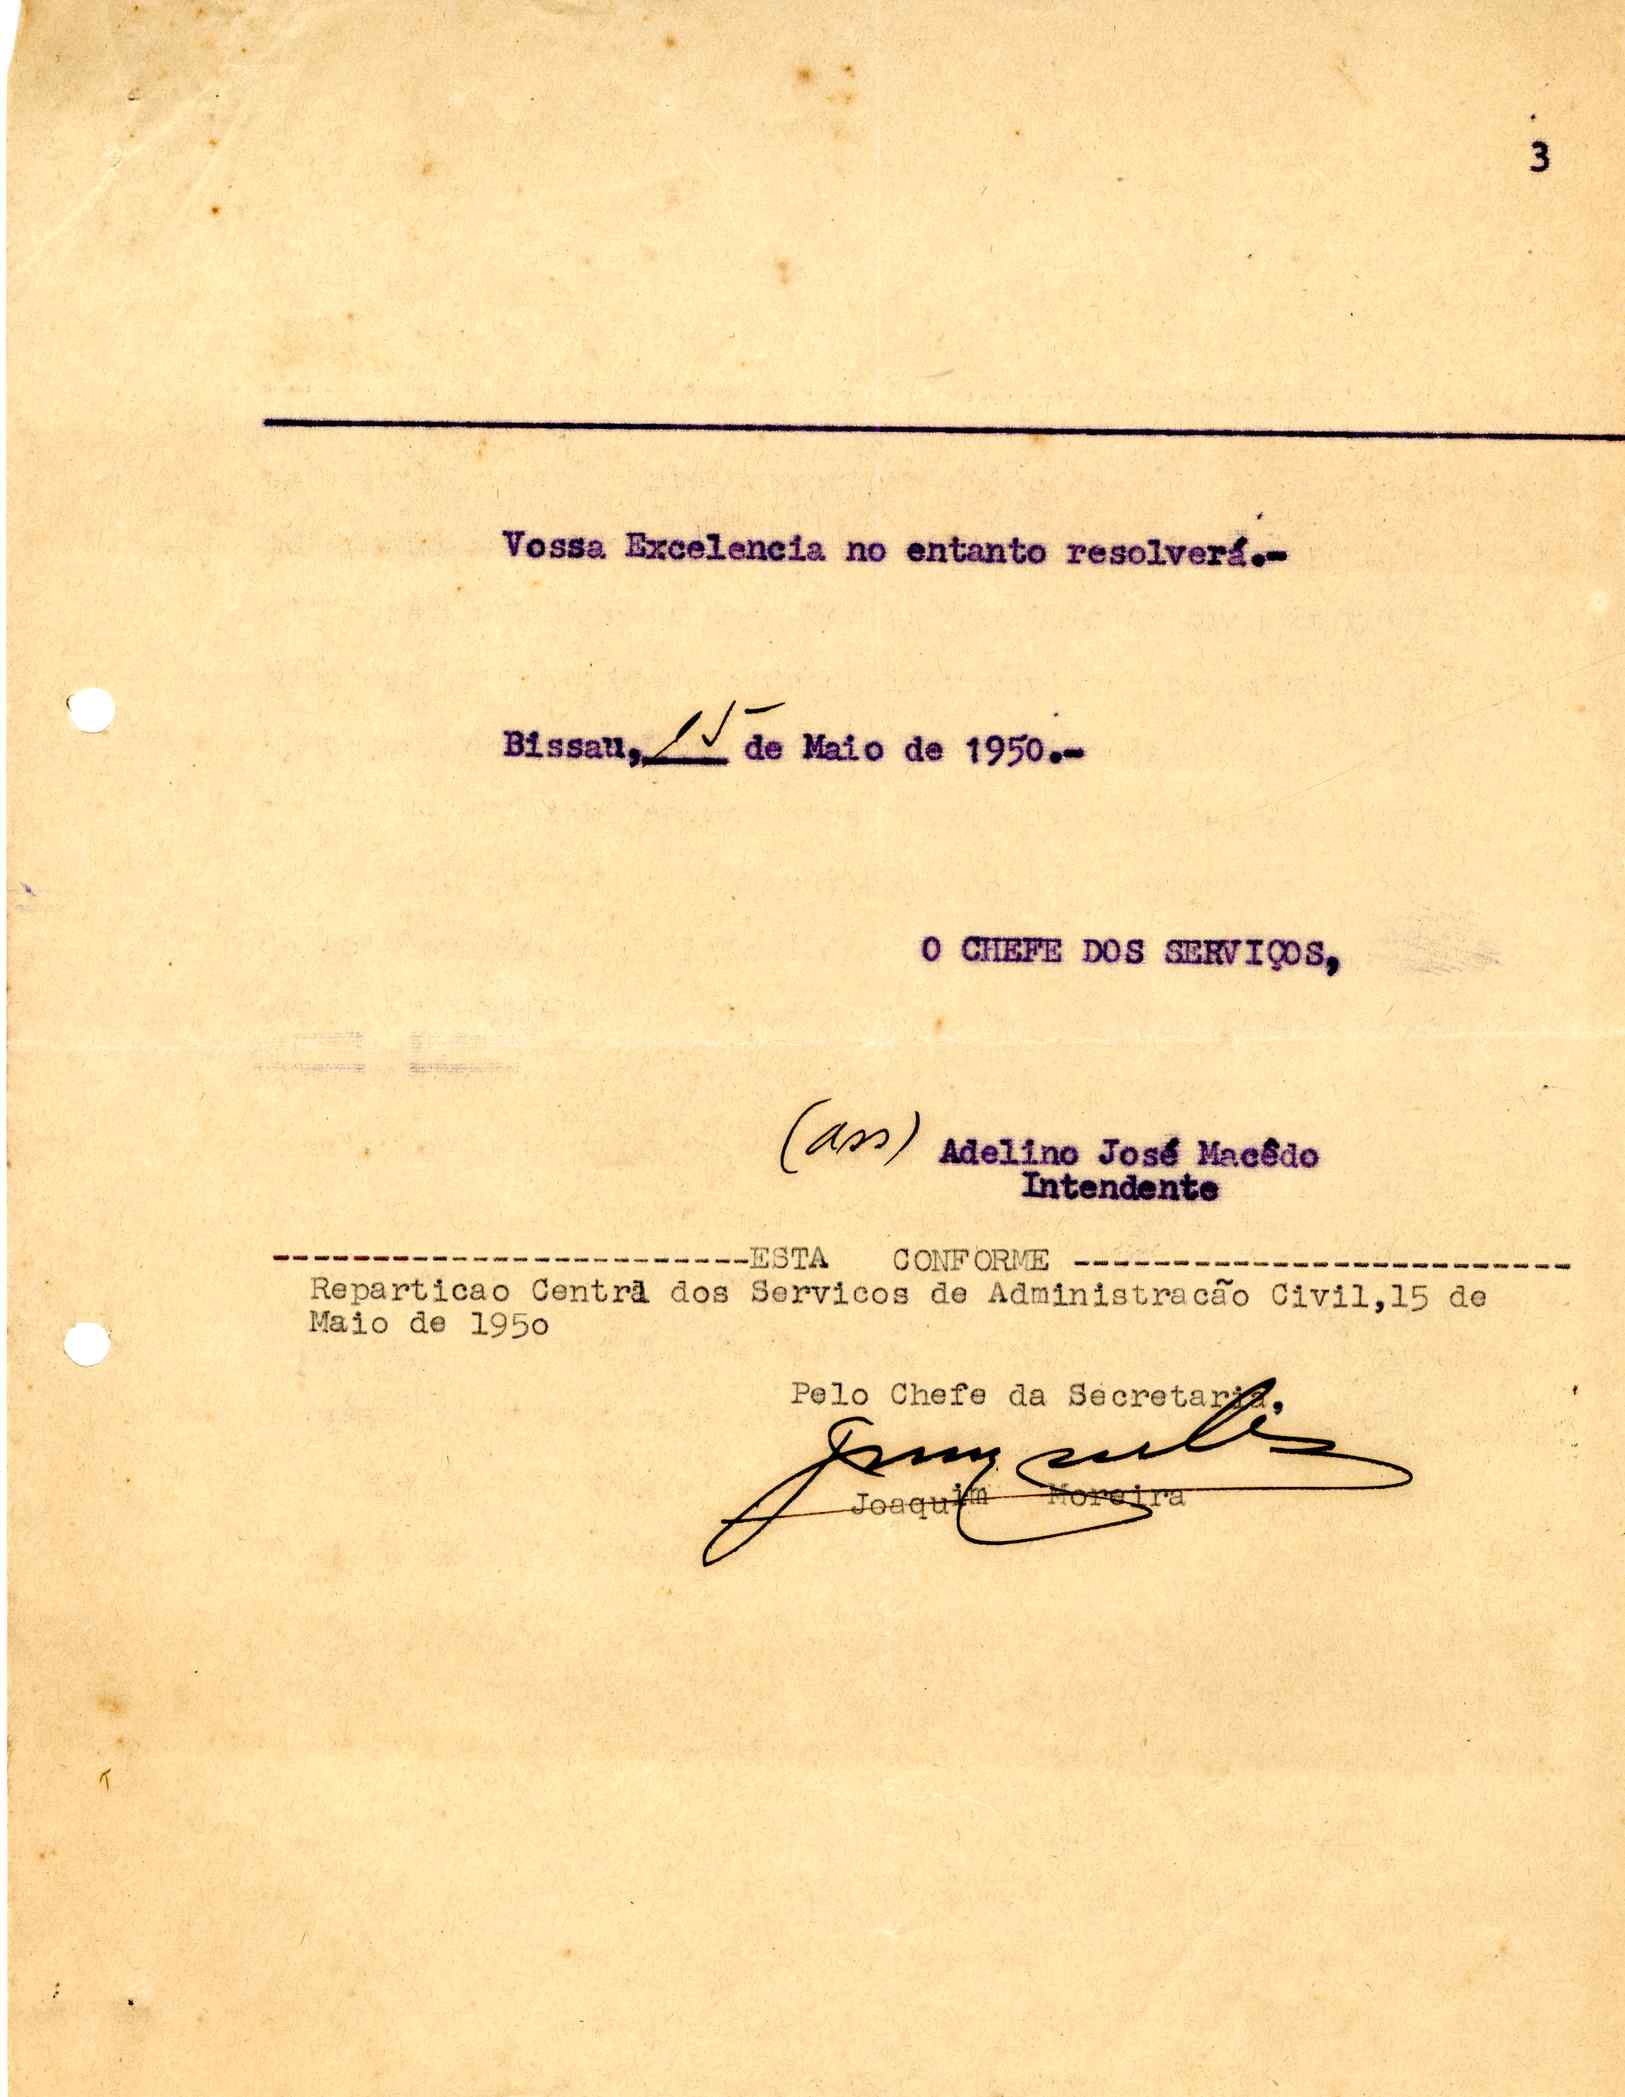 3
Vossa Excelencia no entanto resolverá.-
Bissau, 15 de Maio de 1950.-
O CHEFE DOS SERVIÇOS,
(ass) Adelino José Macêdo
Intendente
------------------------ESTA CONFORME -------------------------
Reparticao Centrl dos Servicos de Administracão Civil,15 de
Maio de 195o
Pelo Chefe da Secretaria,
Joaquim Moreira